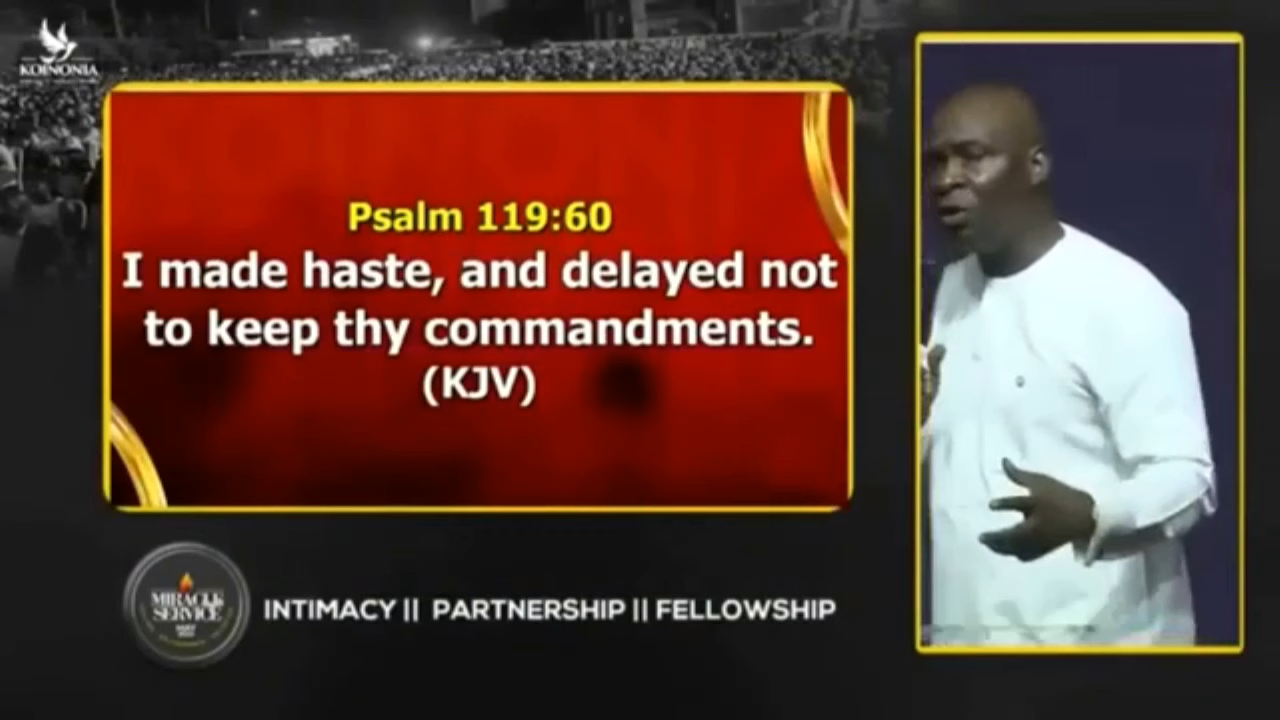 KOINONIA
Psalm 119:60
I made haste, and delayed not
to keep thy commandments.
(KJV)
MIRACLE
SERVICE
INTIMACY || PARTNERSHIP || FELLOWSHIP